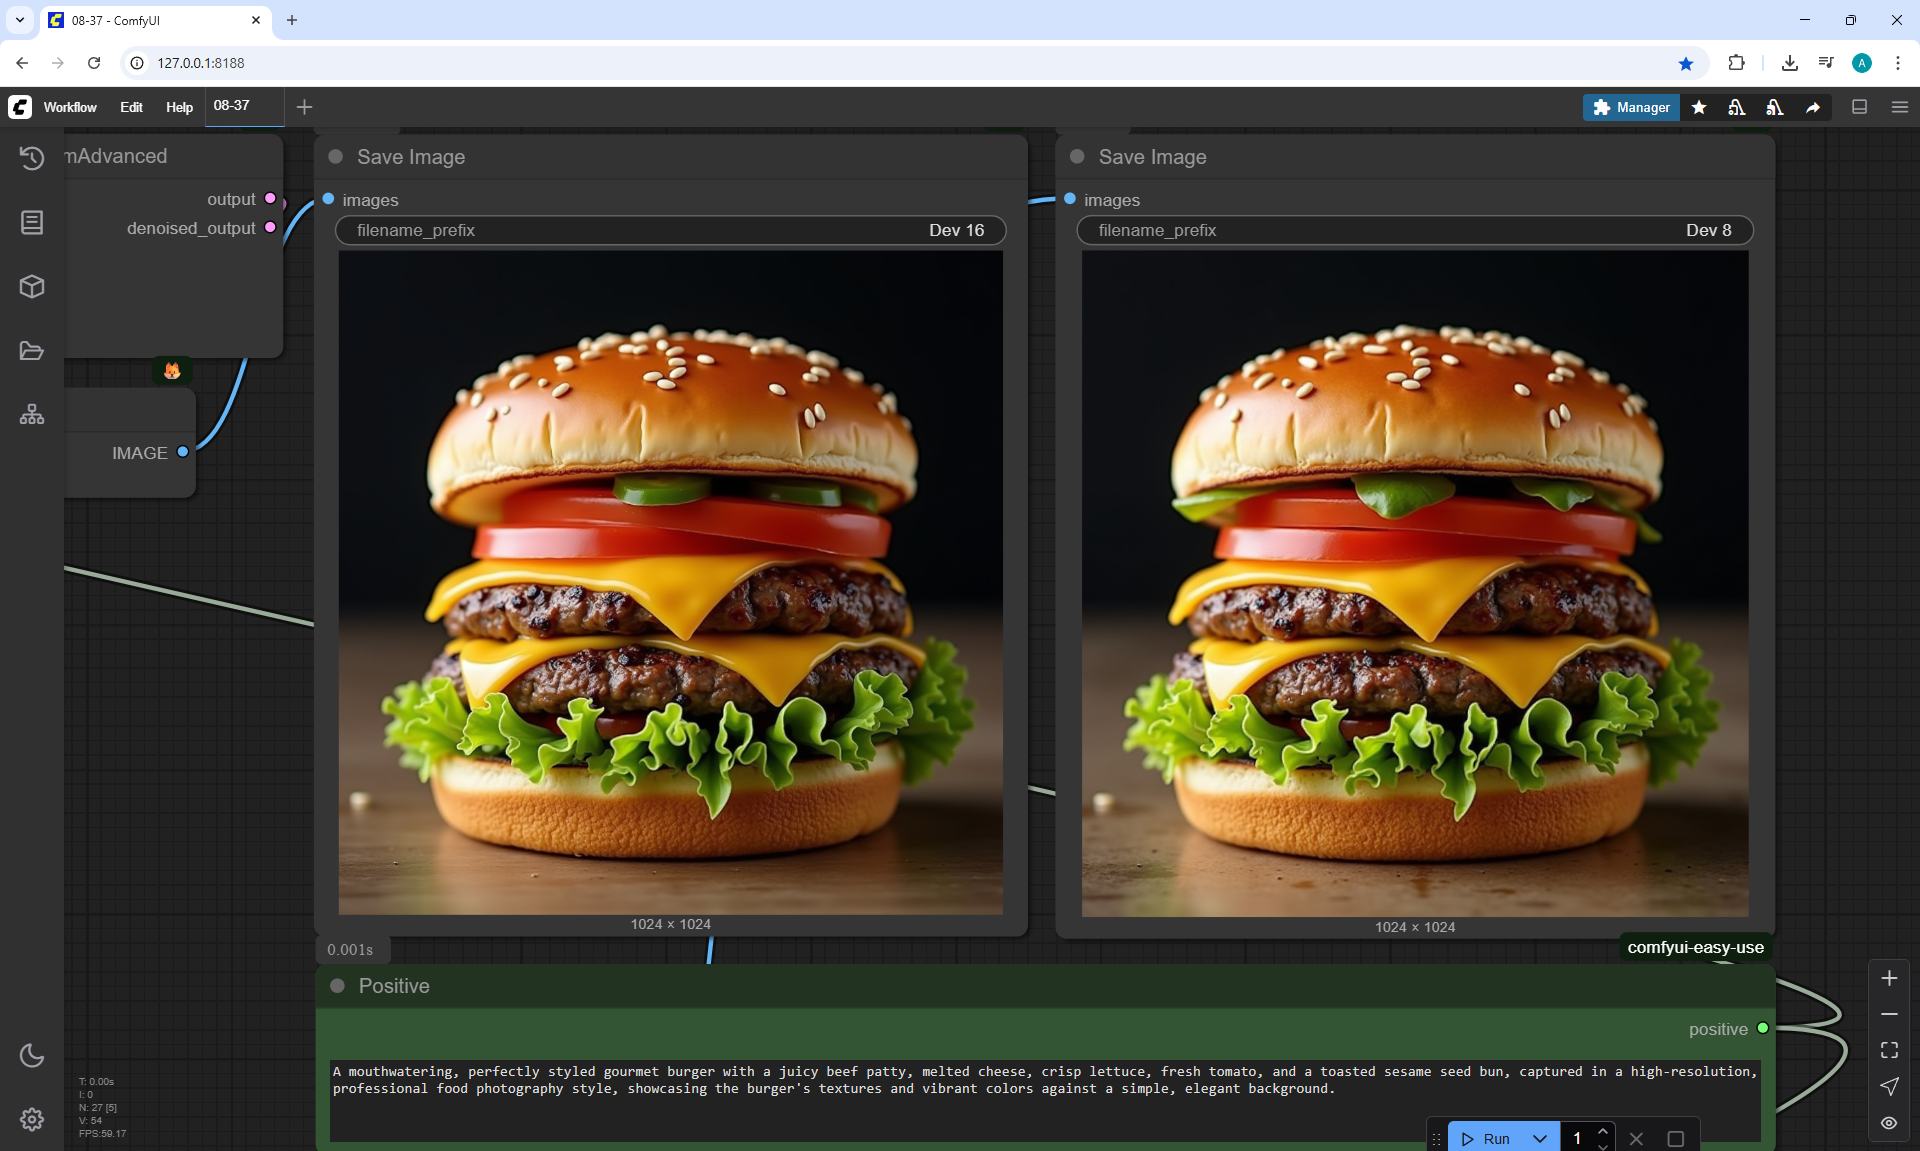 08-37 - ComfyUI
127.0.0.1:8188
A
Workflow Edit Help 08-37
Manager
mAdvanced
output
denoised_output
IMAGE
Save Image
images
filename_prefix Dev 16
1024 × 1024
0.001s
Save Image
images
filename_prefix Dev 8
1024 × 1024
comfyui-easy-use
Positive
positive
A mouthwatering, perfectly styled gourmet burger with a juicy beef patty, melted cheese, crisp lettuce, fresh tomato, and a toasted sesame seed bun, captured in a high-resolution,
professional food photography style, showcasing the burger's textures and vibrant colors against a simple, elegant background.
T: 0.00s
I: 0
N: 27 [5]
V: 54
FPS:59.17
Run 1